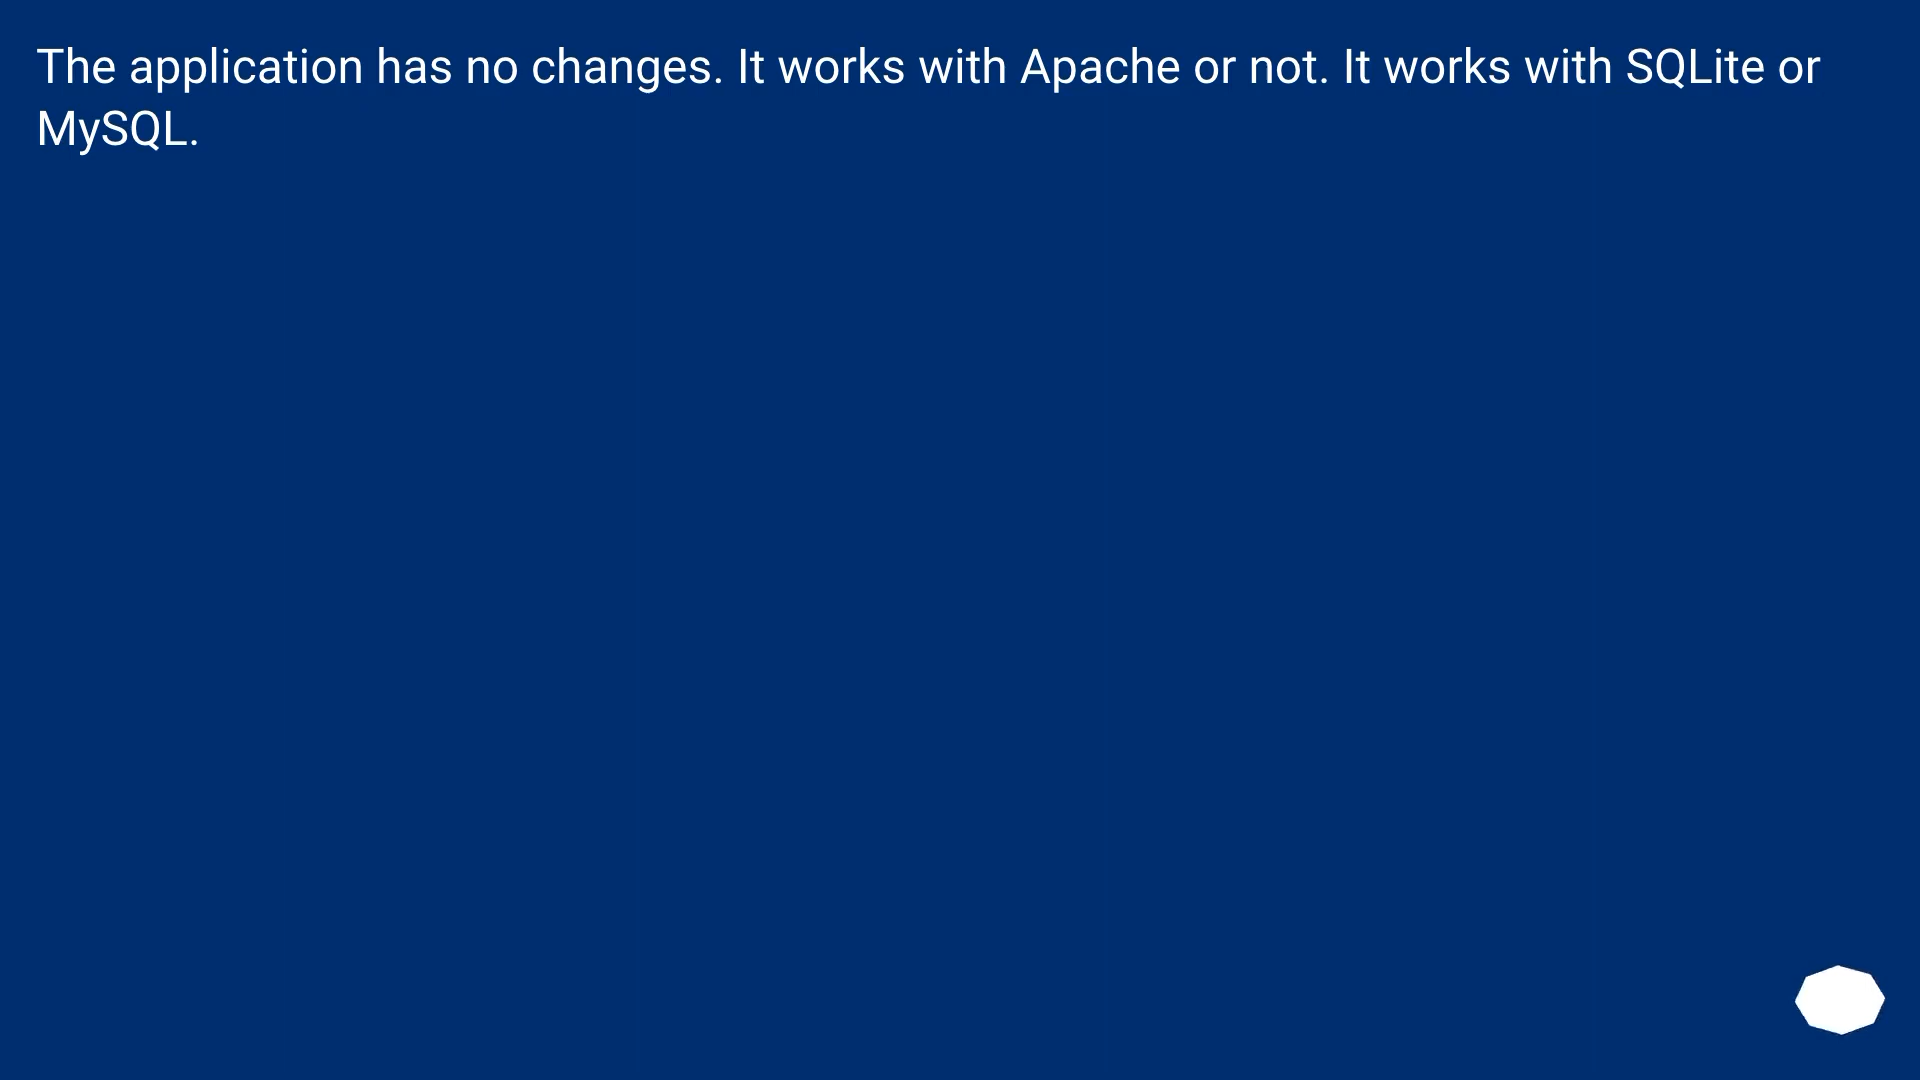 The application has no changes. It works with Apache or not. It works with SQLite or
MySQL.